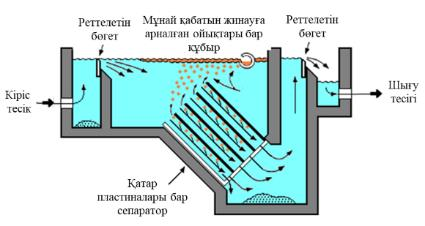 Реттелетін
бөгет
Мұнай қабатын жинауға
арналған ойықтары бар
құбыр
Реттелетін
бөгет
Кіріс
тесік
Шығу
тесігі
Қатар
пластиналары бар
сепаратор